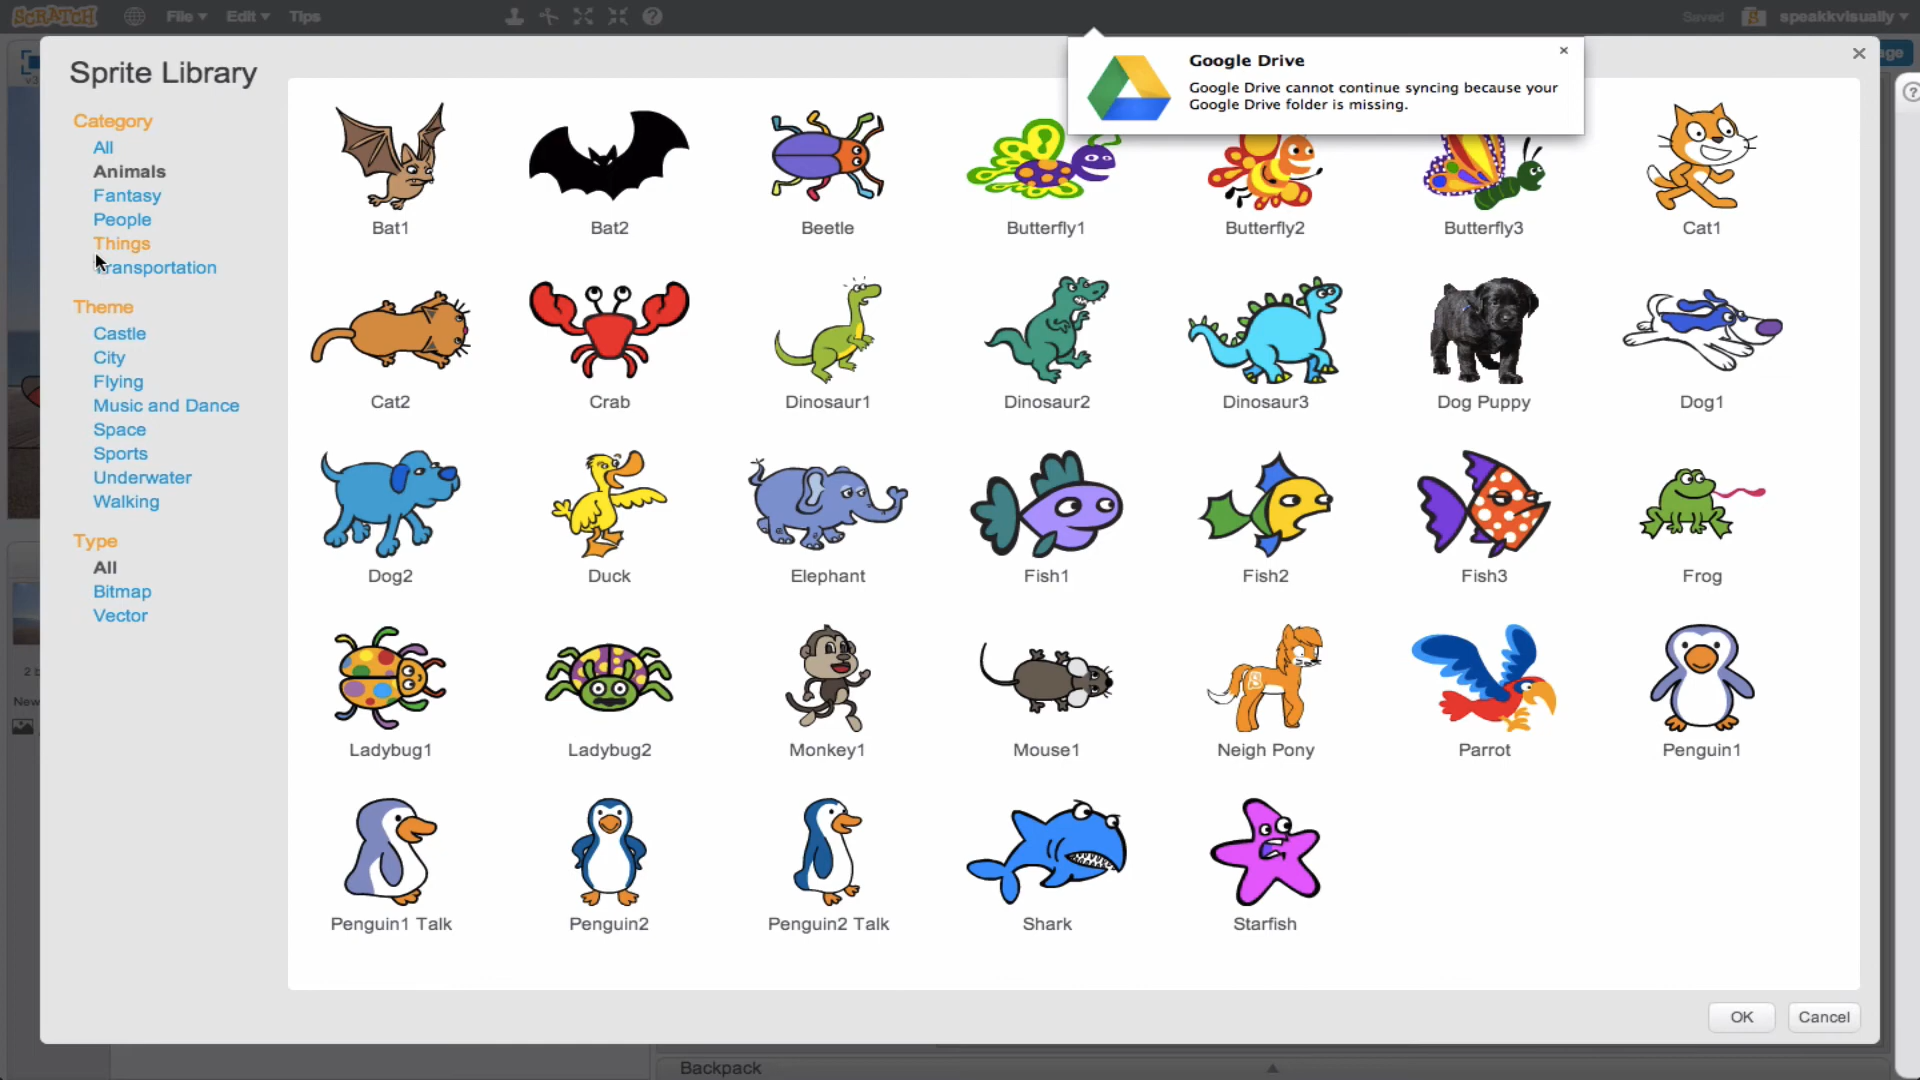 SCRATCH
File
Edit
Tips
Saved
speakkvisually
Sprite Library
Google Drive
Google Drive cannot continue syncing because your
Google Drive folder is missing.
Category
All
Animals
Fantasy
People
Things
Transportation
Theme
Castle
City
Flying
Music and Dance
Space
Sports
Underwater
Walking
Type
All
Bitmap
Vector
Bat1
Bat2
Beetle
Butterfly1
Butterfly2
Butterfly3
Cat1
Cat2
Crab
Dinosaur1
Dinosaur2
Dinosaur3
Dog Puppy
Dog1
Dog2
Duck
Elephant
Fish1
Fish2
Fish3
Frog
Ladybug1
Ladybug2
Monkey1
Mouse1
Neigh Pony
Parrot
Penguin1
Penguin1 Talk
Penguin2
Penguin2 Talk
Shark
Starfish
New
OK
Cancel
Backpack